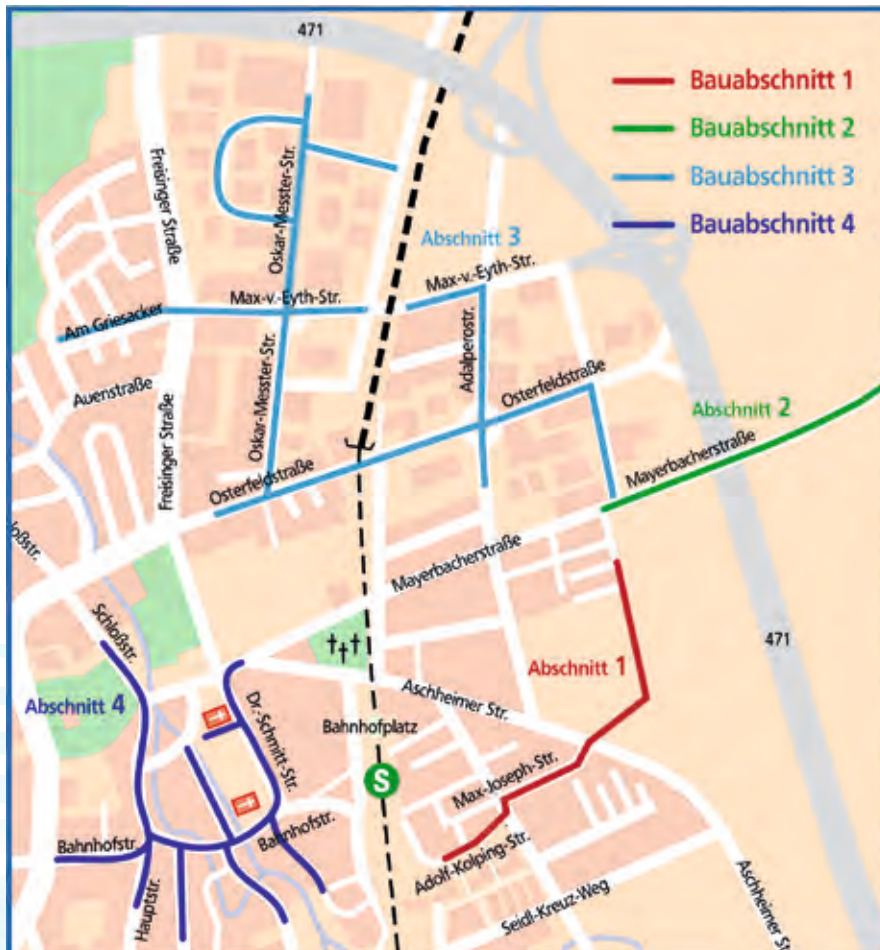 471
Bauabschnitt 1
Bauabschnitt 2
Bauabschnitt 3
Bauabschnitt 4
Freisinger Straße
Oskar-Messter-Str.
Abschnitt 3
Max-v.-Eyth-Str.
Max-v.-Eyth-Str.
Am Griesacker
Oskar-Messter-Str.
Adalperostr.
Auenstraße
Osterfeldstraße
Abschnitt 2
Freisinger Straße
Osterfeldstraße
Mayerbacherstraße
loßstr.
Mayerbacherstraße
Schloßstr.
471
Abschnitt 1
Abschnitt 4
Aschheimer Str.
Dr.-Schmitt-Str.
Bahnhofplatz
S
Max-Joseph-Str.
Bahnhofstr.
Bahnhofstr.
Adolf-Kolping-Str.
Hauptstr.
Seidl-Kreuz-Weg
Aschheimer St